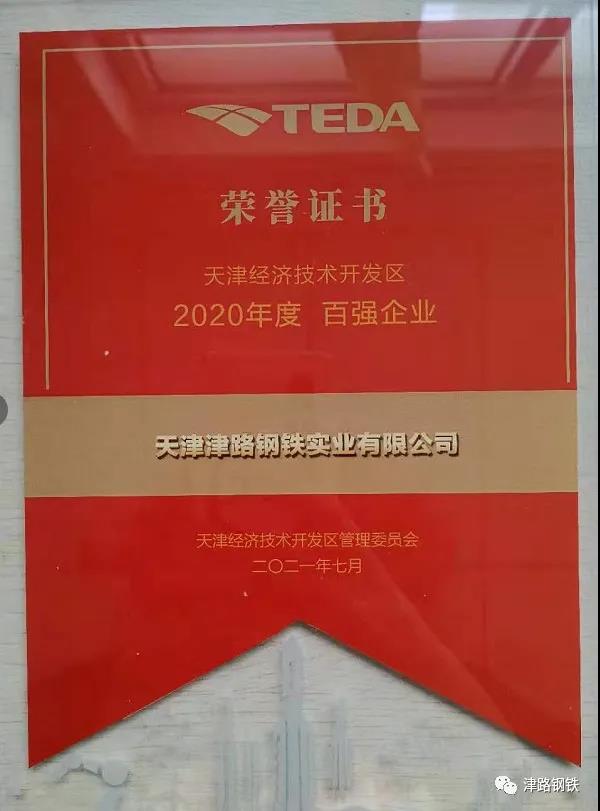 TEDA
荣誉证书
天津经济技术开发区
2020年度 百强企业
天津津路钢铁实业有限公司
天津经济技术开发区管理委员会
二〇二一年七月
津路钢铁